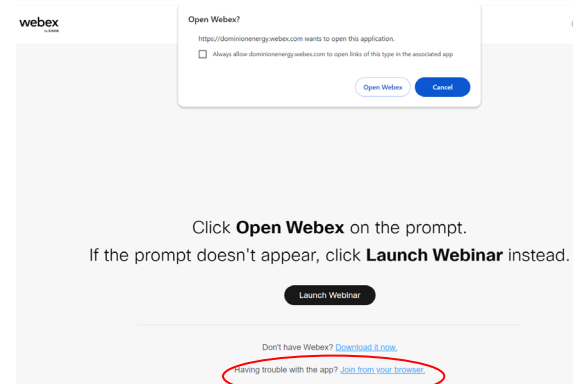 webex
by CISCO
Open Webex?
https://dominionenergy.webex.com wants to open this application.
Always allow dominionenergy.webex.com to open links of this type in the associated app
Open Webex
Cancel
Click Open Webex on the prompt.
If the prompt doesn't appear, click Launch Webinar instead.
Launch Webinar
Don't have Webex? Download it now.
Having trouble with the app? Join from your browser.